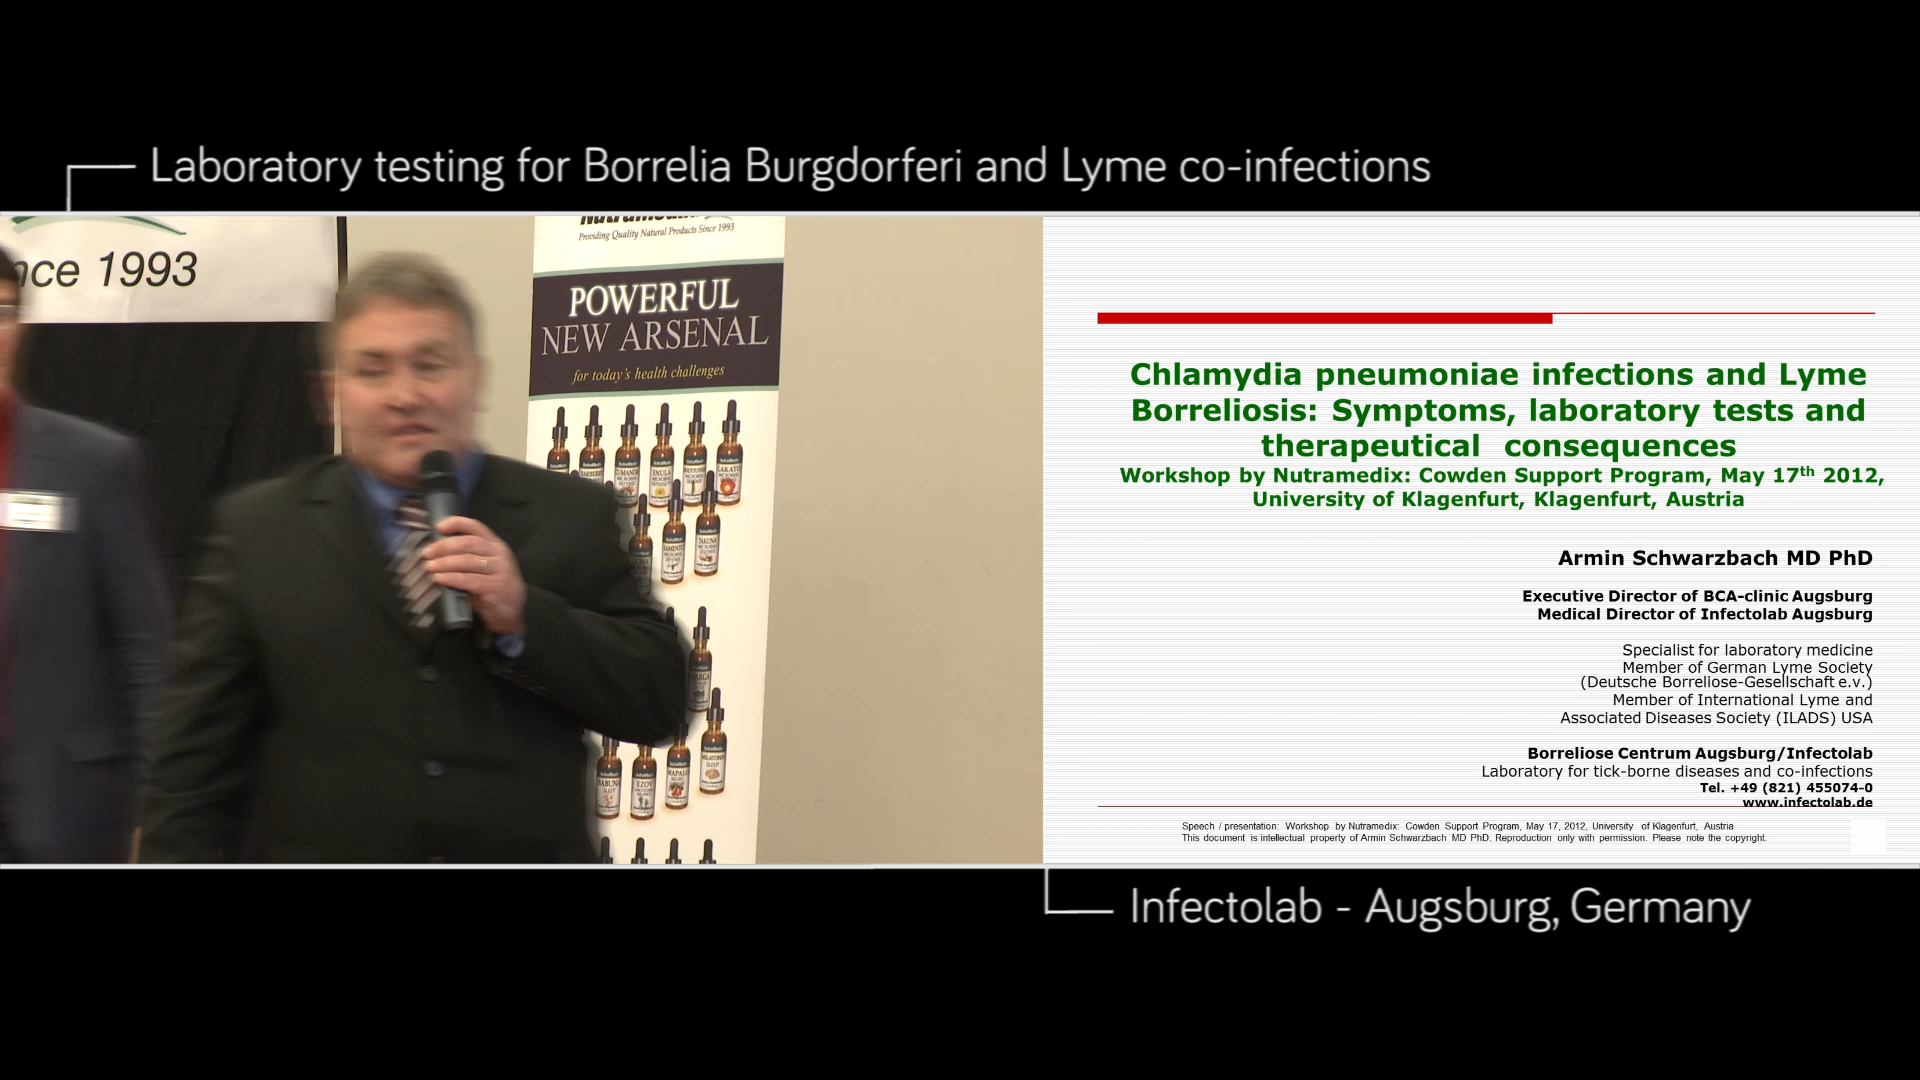 Laboratory testing for Borrelia Burgdorferi and Lyme co-infections
nce 1993
Providing Quality Natural Products Since 1993
POWERFUL
NEW ARSENAL
for today's health challenges
Chlamydia pneumoniae infections and Lyme
Borreliosis: Symptoms, laboratory tests and
therapeutical consequences
Workshop by Nutramedix: Cowden Support Program, May 17th 2012,
University of Klagenfurt, Klagenfurt, Austria
Armin Schwarzbach MD PhD
Executive Director of BCA-clinic Augsburg
Medical Director of Infectolab Augsburg
Specialist for laboratory medicine
Member of German Lyme Society
(Deutsche Borreliose-Gesellschaft e.v.)
Member of International Lyme and
Associated Diseases Society (ILADS) USA
Borreliose Centrum Augsburg/Infectolab
Laboratory for tick-borne diseases and co-infections
Tel. +49 (821) 455074-0
www.infectolab.de
Speech / presentation: Workshop by Nutramedix: Cowden Support Program, May 17, 2012, University of Klagenfurt, Austria
This document is intellectual property of Armin Schwarzbach MD PhD. Reproduction only with permission. Please note the copyright.
Infectolab - Augsburg, Germany